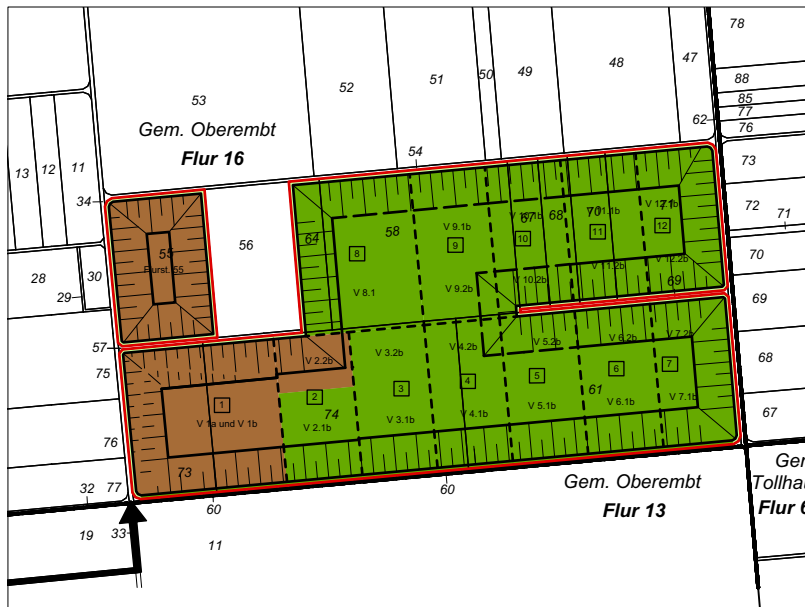 78
47
48
49
50
51
52
53
88
85
77
76
62
54
Gem. Oberembt
Flur 16
13
12
11
34
73
72
71
70
69
68
67
56
55
Flurst. 55
28
29
30
57
75
76
77
32
33
19
11
60
60
64
58
8
V 8.1
V 9.1b
9
V 9.2b
V 10.1b
67
68
10
V 10.2b
V 11.1b
70
11
V 11.2b
V 12.1b
71
12
V 12.2b
69
V 2.2b
V 3.2b
V 4.2b
V 5.2b
V 6.2b
V 7.2b
1
2
3
4
5
6
7
V 1a und V 1b
74
V 2.1b
V 3.1b
V 4.1b
V 5.1b
61
V 6.1b
V 7.1b
73
Gem. Oberembt
Flur 13
Tollha
Flur 6